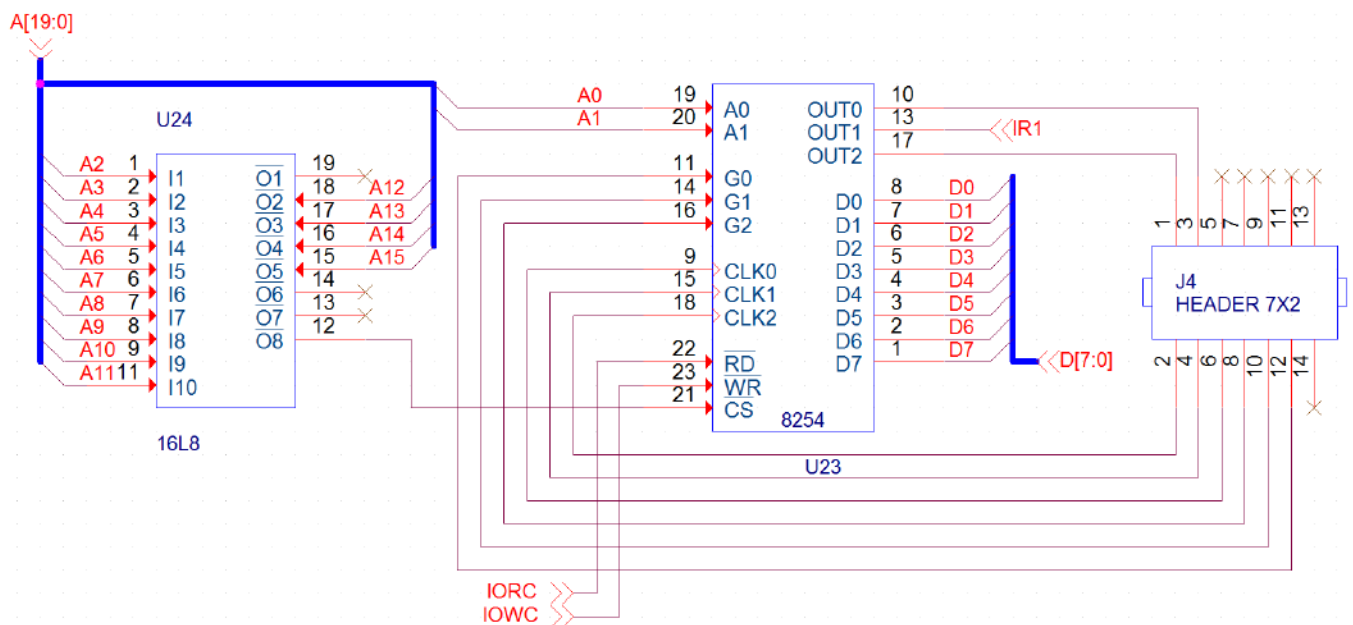 A[19:0]
U24
A2 1 I1
A3 2 I2
A4 3 I3
A5 4 I4
A6 5 I5
A7 6 I6
A8 7 I7
A9 8 I8
A10 9 I9
A11 11 I10
O1 19
O2 18 A12
O3 17 A13
O4 16 A14
O5 15 A15
O6 14
O7 13
O8 12
16L8
A0 19 A0
A1 20 A1
11 G0
14 G1
16 G2
9 CLK0
15 CLK1
18 CLK2
22 RD
23 WR
21 CS
OUT0 10
OUT1 13 IR1
OUT2 17
D0 8 D0
D1 7 D1
D2 6 D2
D3 5 D3
D4 4 D4
D5 3 D5
D6 2 D6
D7 1 D7
D[7:0]
8254
U23
1 3 5 7 9 11 13
J4
HEADER 7X2
2 4 6 8 10 12 14
IORC
IOWC